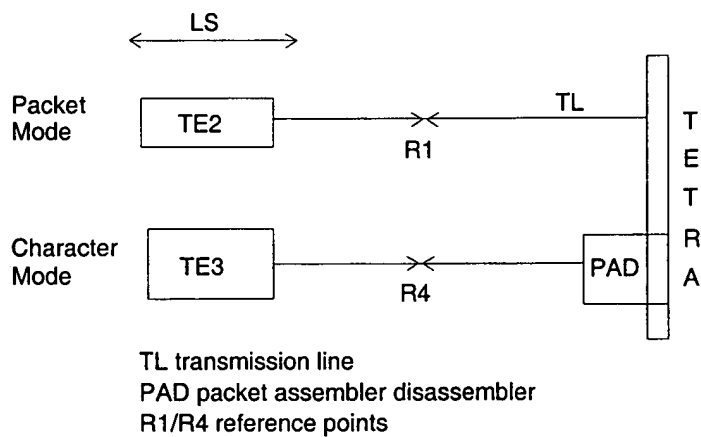 LS
Packet
Mode
TE2
TL
R1
TETRA
Character
Mode
TE3
R4
PAD
TL transmission line
PAD packet assembler disassembler
R1/R4 reference points